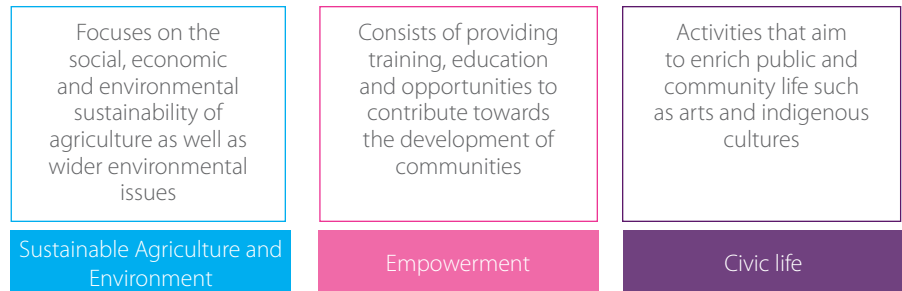 Focuses on the
social, economic
and environmental
sustainability of
agriculture as well as
wider environmental
issues
Sustainable Agriculture and
Environment
Consists of providing
training, education
and opportunities to
contribute towards
the development of
communities
Empowerment
Activities that aim
to enrich public and
community life such
as arts and indigenous
cultures
Civic life